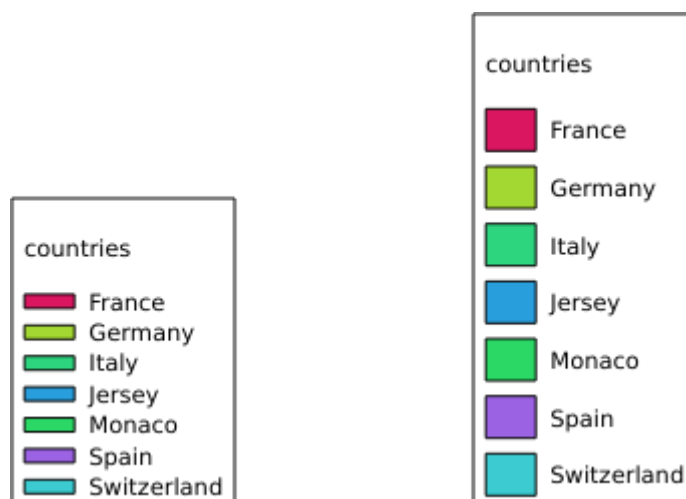 countries
France
Germany
Italy
Jersey
Monaco
Spain
Switzerland
countries
France
Germany
Italy
Jersey
Monaco
Spain
Switzerland